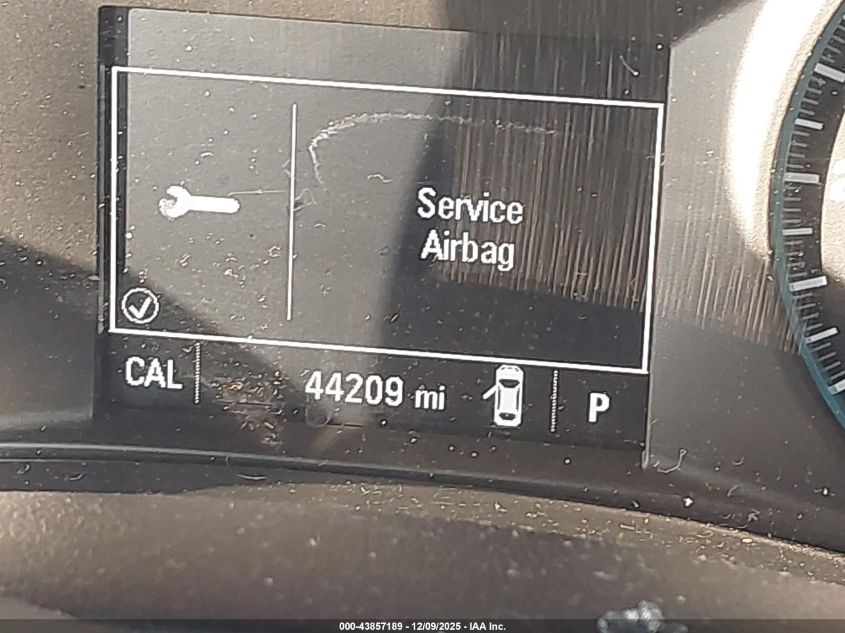 Service
Airbag
CAL 44209 mi P
000-43857189 - 12/09/2025 - IAA Inc.